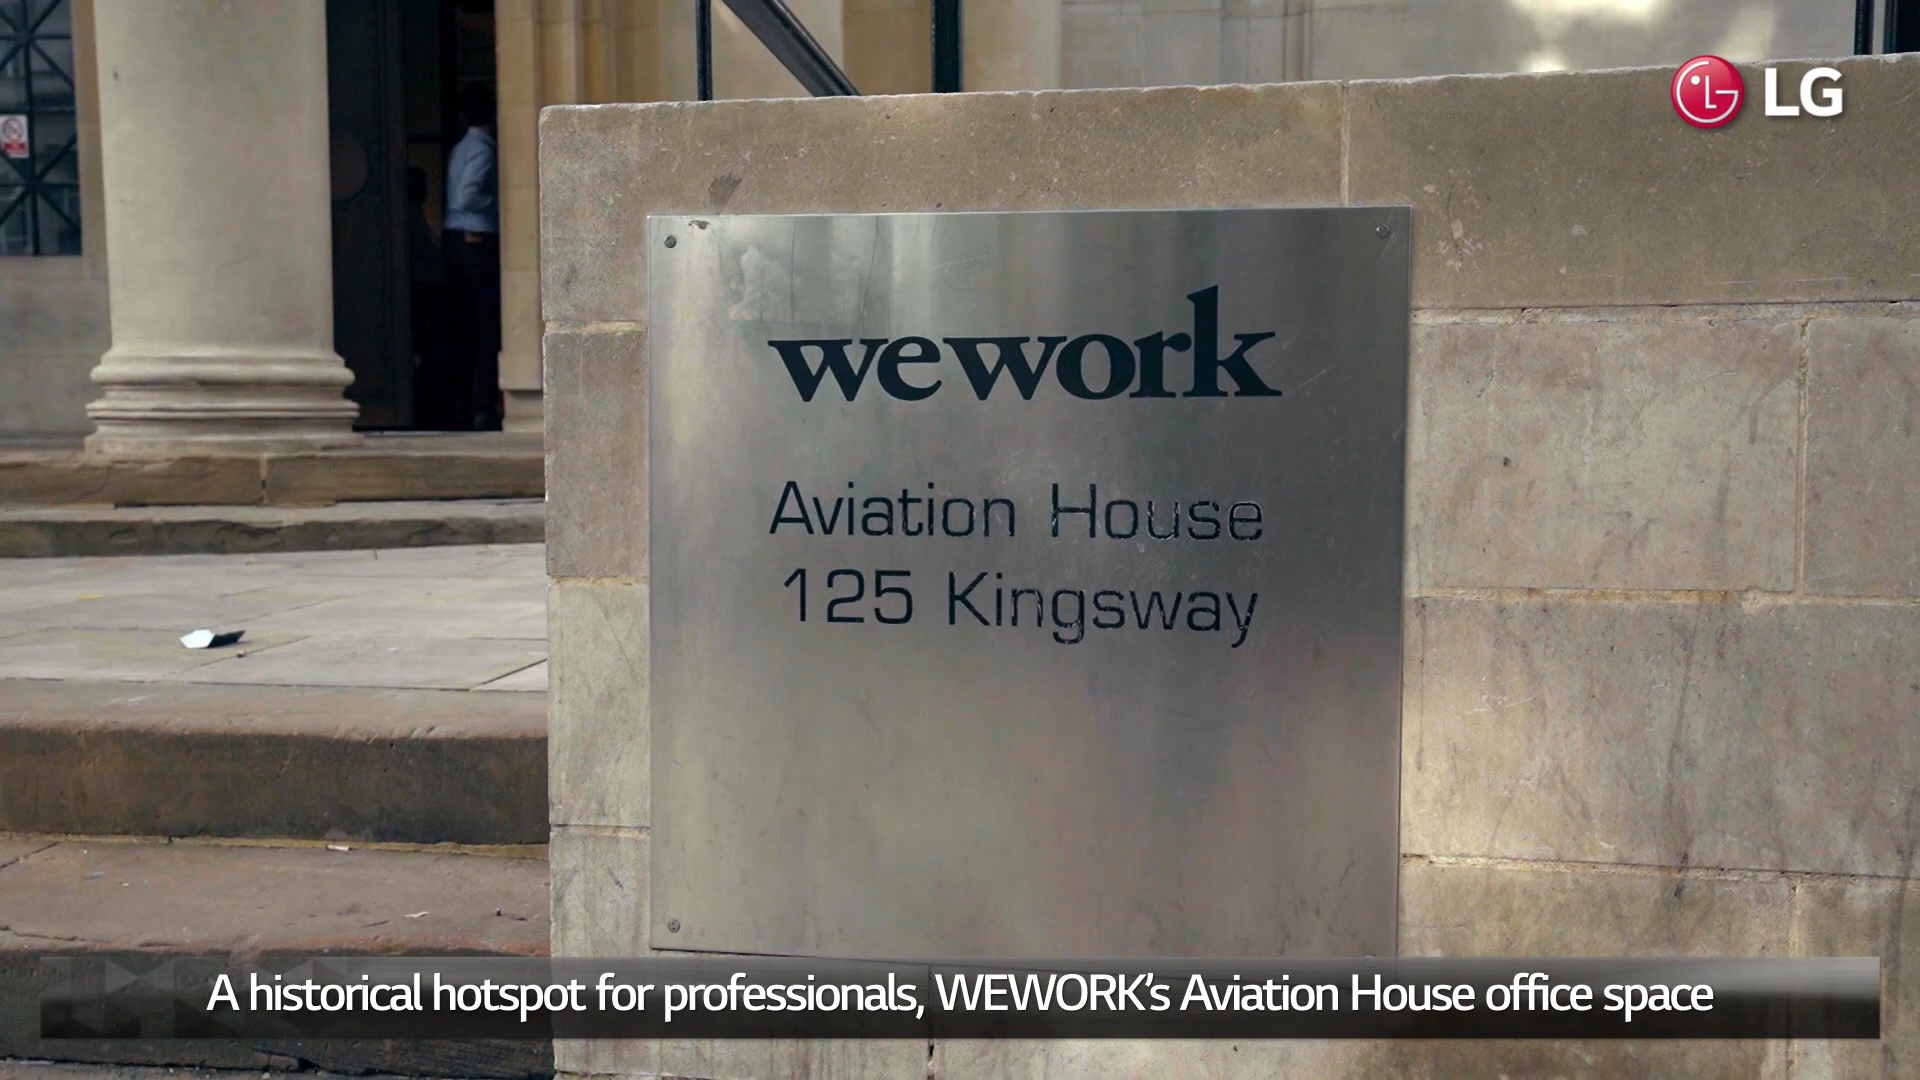 LG
wework
Aviation House
125 Kingsway
A historical hotspot for professionals, WEWORK's Aviation House office space